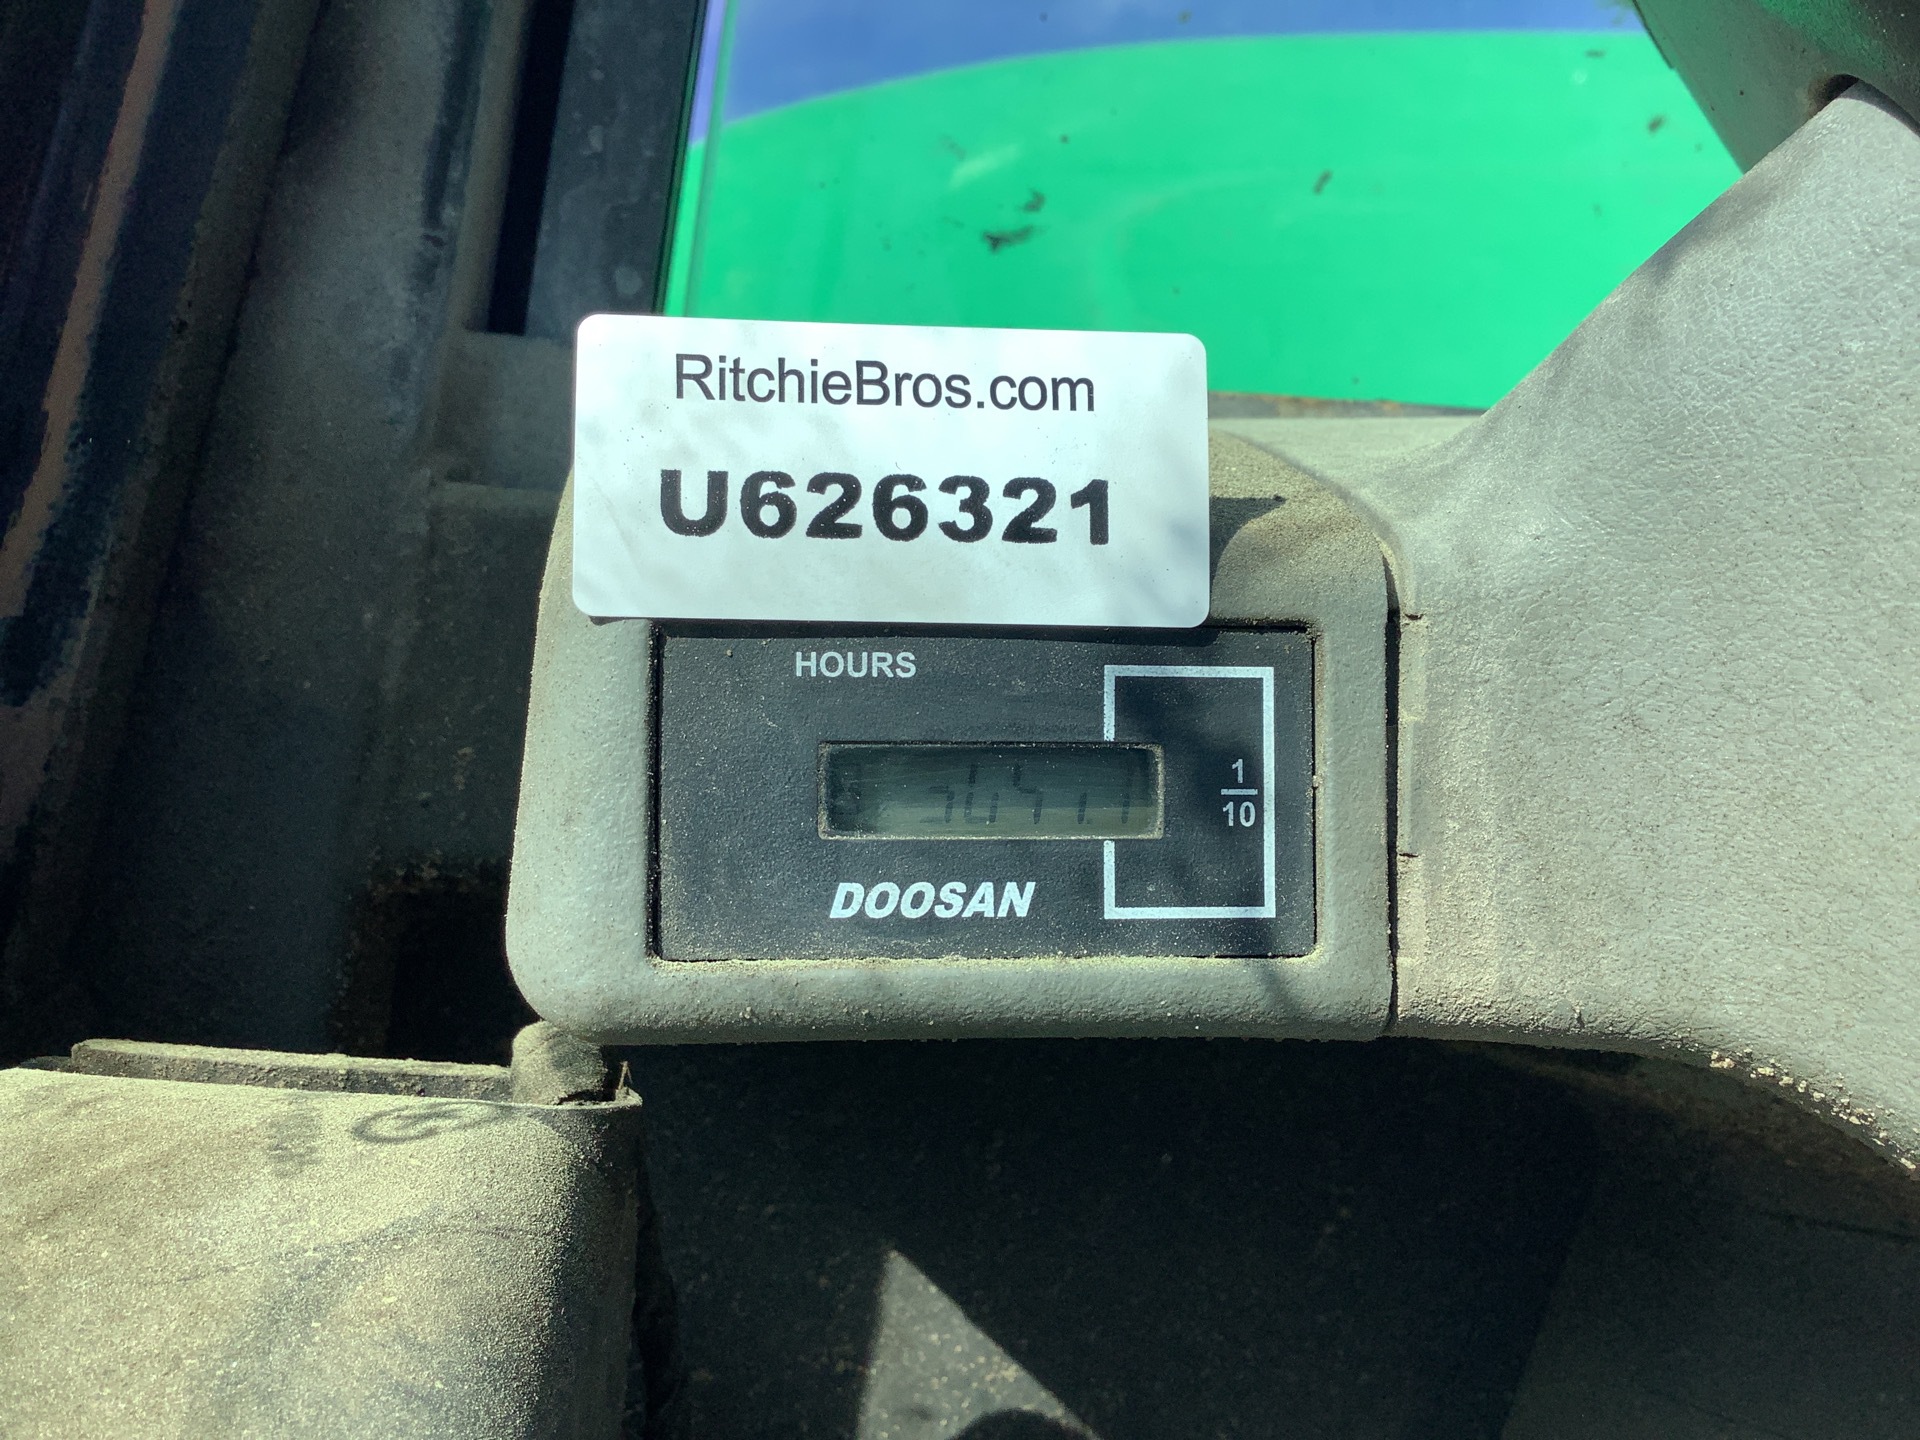 RitchieBros.com
U626321
HOURS
1
10
DOOSAN